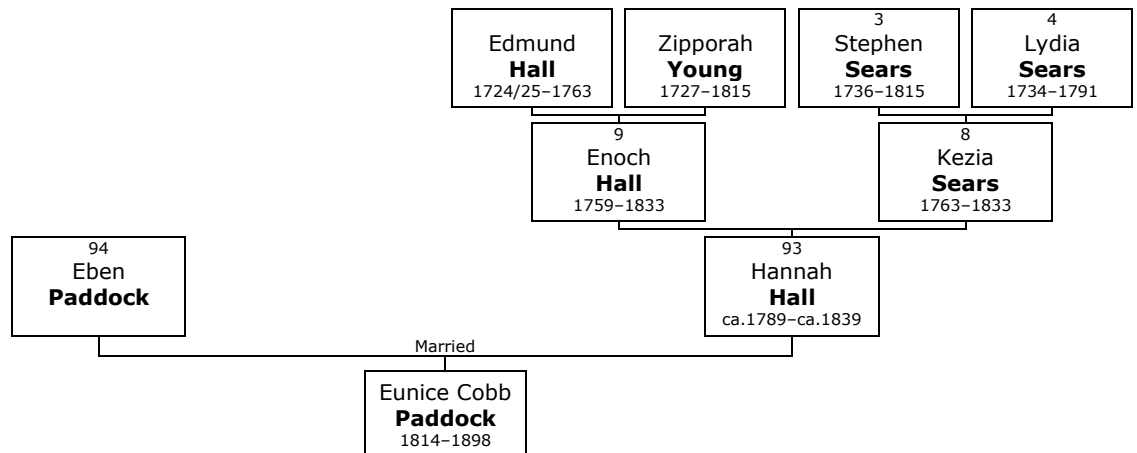 Edmund
Hall
1724/25–1763
Zipporah
Young
1727–1815
3
Stephen
Sears
1736–1815
4
Lydia
Sears
1734–1791
9
Enoch
Hall
1759–1833
8
Kezia
Sears
1763–1833
94
Eben
Paddock
93
Hannah
Hall
ca.1789–ca.1839
Married
Eunice Cobb
Paddock
1814–1898